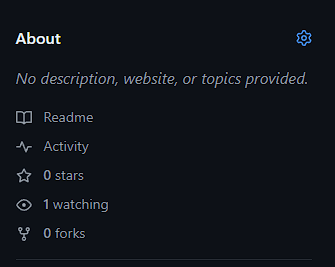 About
No description, website, or topics provided.
Readme
Activity
0 stars
1 watching
0 forks